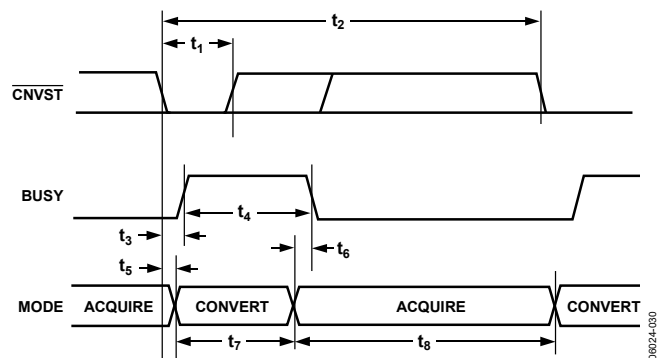 t2
t1
CNVST
BUSY
t4
t3
t6
t5
MODE ACQUIRE CONVERT ACQUIRE CONVERT
t7 t8
06024-030